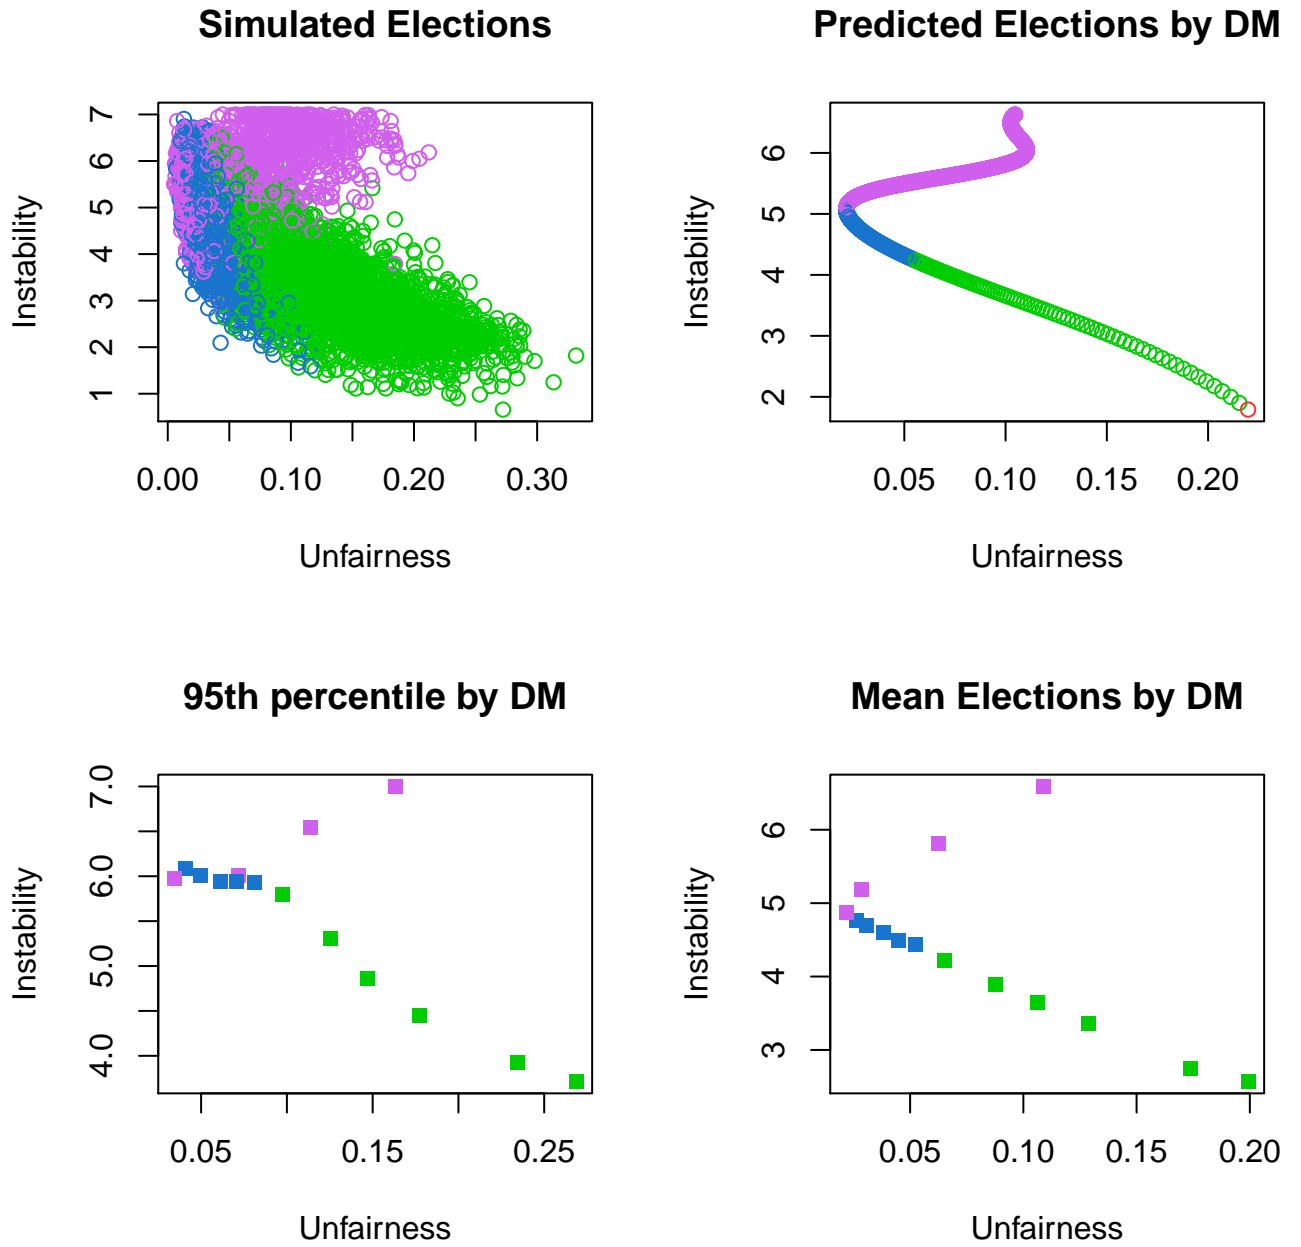 Simulated Elections
Instability
7
6
5
4
3
2
1
0.00 0.10 0.20 0.30
Unfairness
Predicted Elections by DM
Instability
6
5
4
3
2
0.05 0.10 0.15 0.20
Unfairness
95th percentile by DM
Instability
7.0
6.0
5.0
4.0
0.05 0.15 0.25
Unfairness
Mean Elections by DM
Instability
6
5
4
3
0.05 0.10 0.15 0.20
Unfairness